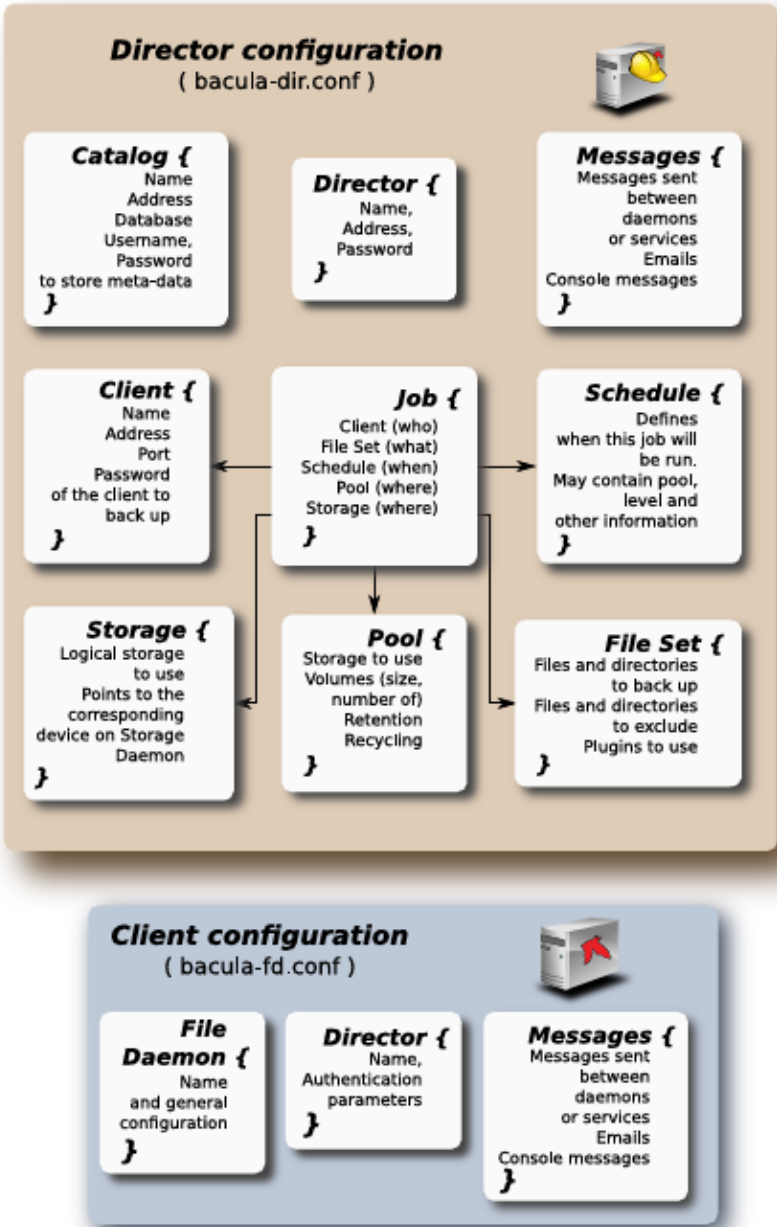 Director configuration
( bacula-dir.conf )
Catalog {
Name
Address
Database
Username,
Password
to store meta-data
}
Director {
Name,
Address,
Password
}
Messages {
Messages sent
between
daemons
or services
Emails
Console messages
}
Client {
Name
Address
Port
Password
of the client to
back up
}
Job {
Client (who)
File Set (what)
Schedule (when)
Pool (where)
Storage (where)
}
Schedule {
Defines
when this job will
be run.
May contain pool,
level and
other information
}
Storage {
Logical storage
to use
Points to the
corresponding
device on Storage
Daemon
}
Pool {
Storage to use
Volumes (size,
number of)
Retention
Recycling
}
File Set {
Files and directories
to back up
Files and directories
to exclude
Plugins to use
}
Client configuration
( bacula-fd.conf )
File
Daemon {
Name
and general
configuration
}
Director {
Name,
Authentication
parameters
}
Messages {
Messages sent
between
daemons
or services
Emails
Console messages
}